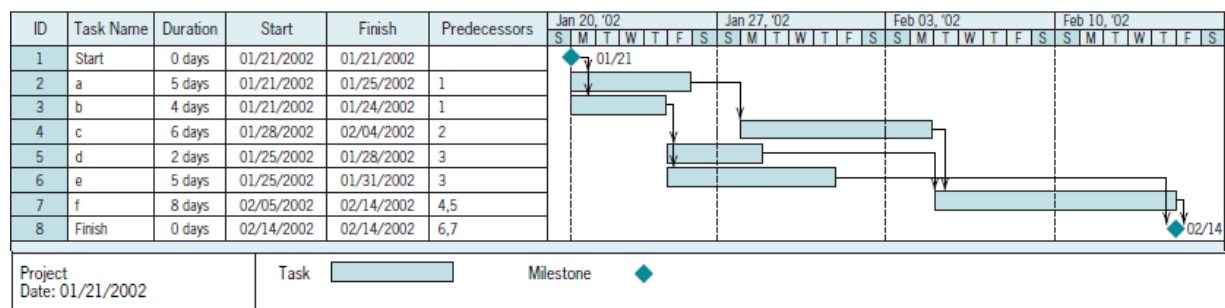 ID Task Name Duration Start Finish Predecessors Jan 20, '02 Jan 27, '02 Feb 03, '02 Feb 10, '02
S M T W T F S S M T W T F S S M T W T F S S M T W T F S
1 Start 0 days 01/21/2002 01/21/2002 01/21
2 a 5 days 01/21/2002 01/25/2002 1
3 b 4 days 01/21/2002 01/24/2002 1
4 c 6 days 01/28/2002 02/04/2002 2
5 d 2 days 01/25/2002 01/28/2002 3
6 e 5 days 01/25/2002 01/31/2002 3
7 f 8 days 02/05/2002 02/14/2002 4,5
8 Finish 0 days 02/14/2002 02/14/2002 6,7 02/14
Project Task Milestone
Date: 01/21/2002